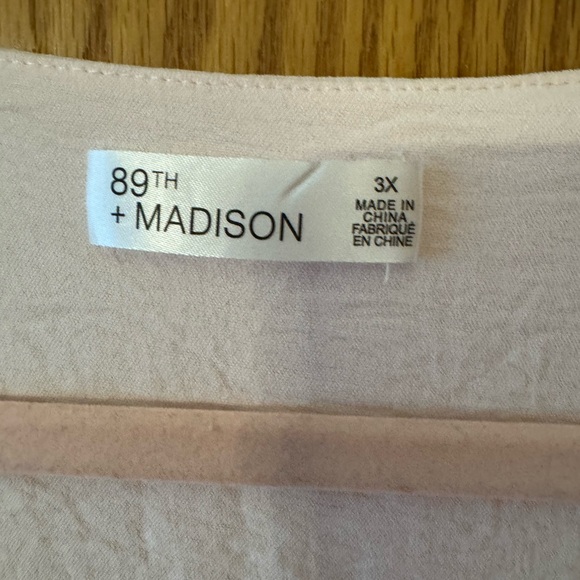 89TH
+ MADISON
3X
MADE IN
CHINA
FABRIQUÉ
EN CHINE